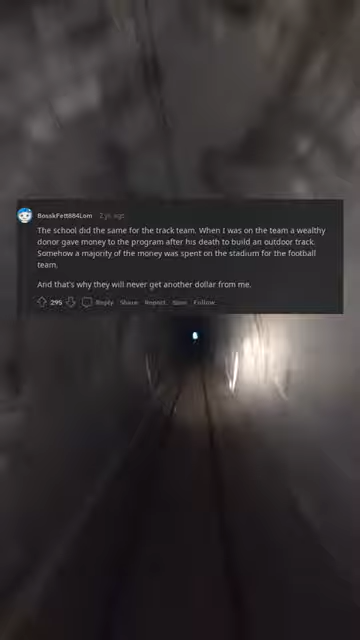 BosskFett884Lom · 2 yr. ago
The school did the same for the track team. When I was on the team a wealthy
donor gave money to the program after his death to build an outdoor track.
Somehow a majority of the money was spent on the stadium for the football
team.
And that's why they will never get another dollar from me.
295 Reply Share Report Save Follow